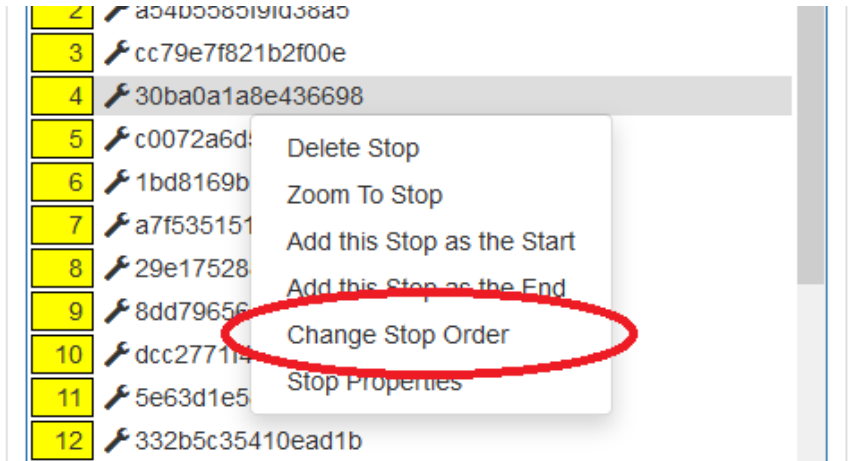 2 a54b5585f9fd38a5
3 cc79e7f821b2f00e
4 30ba0a1a8e436698
5 c0072a6d
Delete Stop
6 1bd8169b
Zoom To Stop
7 a7f535151
Add this Stop as the Start
8 29e17528
Add this Stop as the End
9 8dd79656
Change Stop Order
10 dcc2771f4
Stop Properties
11 5e63d1e5
12 332b5c35410ead1b